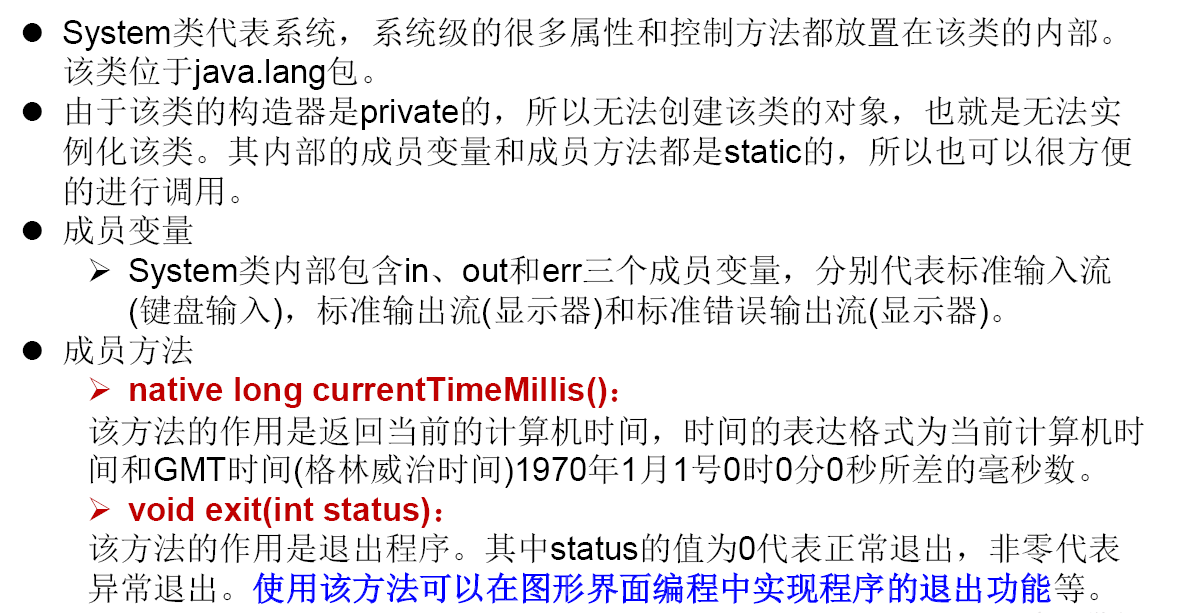 ● System类代表系统，系统级的很多属性和控制方法都放置在该类的内部。
该类位于java.lang包。
● 由于该类的构造器是private的，所以无法创建该类的对象，也就是无法实
例化该类。其内部的成员变量和成员方法都是static的，所以也可以很方便
的进行调用。
● 成员变量
➢ System类内部包含in、out和err三个成员变量，分别代表标准输入流
(键盘输入)，标准输出流(显示器)和标准错误输出流(显示器)。
● 成员方法
➢ native long currentTimeMillis()：
该方法的作用是返回当前的计算机时间，时间的表达格式为当前计算机时
间和GMT时间(格林威治时间)1970年1月1号0时0分0秒所差的毫秒数。
➢ void exit(int status)：
该方法的作用是退出程序。其中status的值为0代表正常退出，非零代表
异常退出。使用该方法可以在图形界面编程中实现程序的退出功能等。